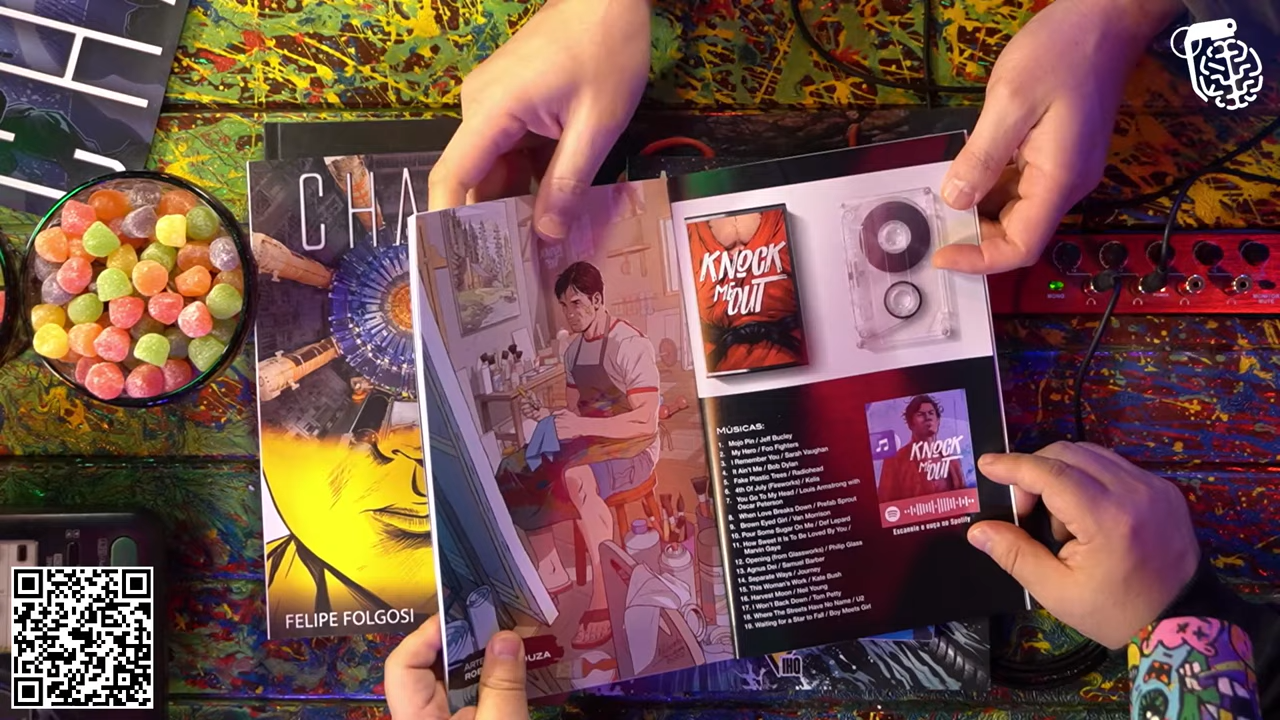 CHA
FELIPE FOLGOSI
KNOCK
ME OUT
MÚSICAS:
1. Mojo Pin / Jeff Bucley
2. My Hero / Foo Fighters
3. I Remember You / Sarah Vaughan
4. It Ain't Me / Bob Dylan
5. Fake Plastic Trees / Radiohead
6. 4th Of July (Fireworks) / Kelis
7. You Go To My Head / Louis Armstrong with
Oscar Peterson
8. When Love Breaks Down / Prefab Sprout
9. Brown Eyed Girl / Van Morrison
10. Pour Some Sugar On Me / Def Lepard
11. How Sweet It Is To Be Loved By You /
Marvin Gaye
12. Opening (from Glassworks) / Philip Glass
13. Agnus Dei / Samuel Barber
14. Separate Ways / Journey
15. This Woman's Work / Kate Bush
16. Harvest Moon / Neil Young
17. I Won't Back Down / Tom Petty
18. Where The Streets Have No Name / U2
19. Waiting for a Star to Fall / Boy Meets Girl
KNOCK
ME OUT
Escaneie e ouça no Spotify
IHQ